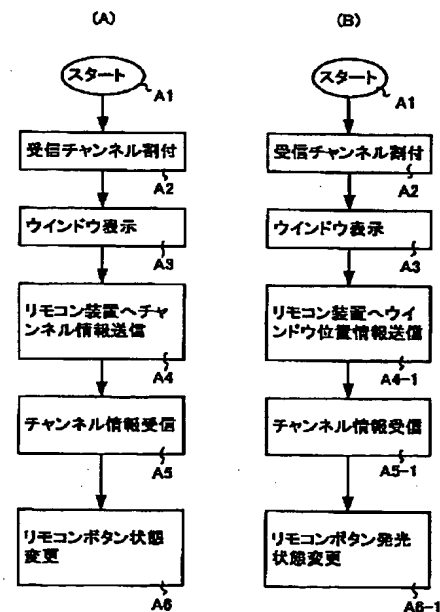 (A)
スタート
A1
受信チャンネル割付
A2
ウインドウ表示
A3
リモコン装置へチャ
ンネル情報送信
A4
チャンネル情報受信
A5
リモコンボタン状態
変更
A6
(B)
スタート
A1
受信チャンネル割付
A2
ウインドウ表示
A3
リモコン装置へウイ
ンドウ位置情報送信
A4-1
チャンネル情報受信
A5-1
リモコンボタン発光
状態変更
A6-1